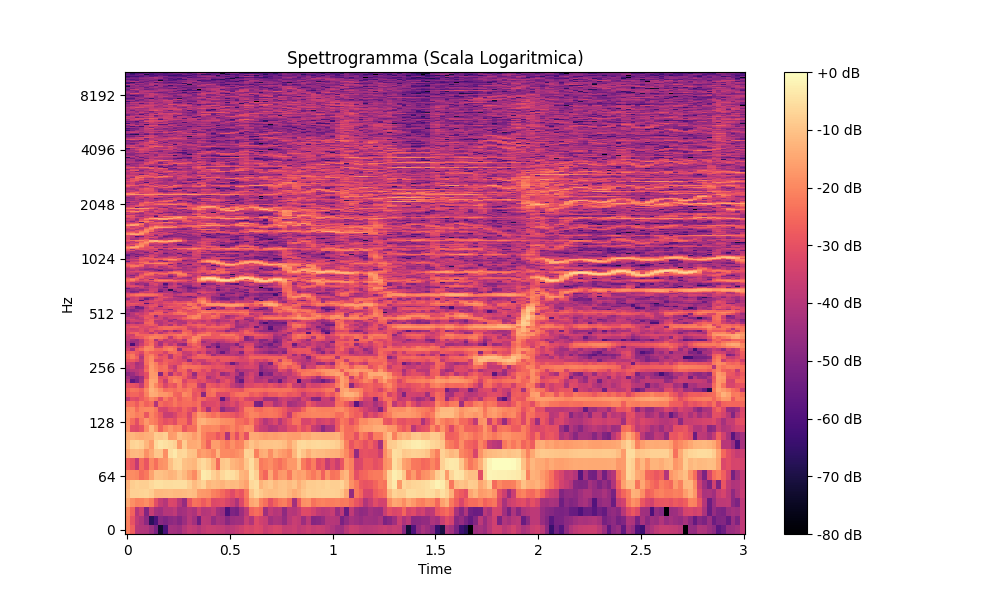 Spettrogramma (Scala Logaritmica)
8192
4096
2048
1024
512
256
128
64
0
Hz
0
0.5
1
1.5
2
2.5
3
Time
+0 dB
-10 dB
-20 dB
-30 dB
-40 dB
-50 dB
-60 dB
-70 dB
-80 dB